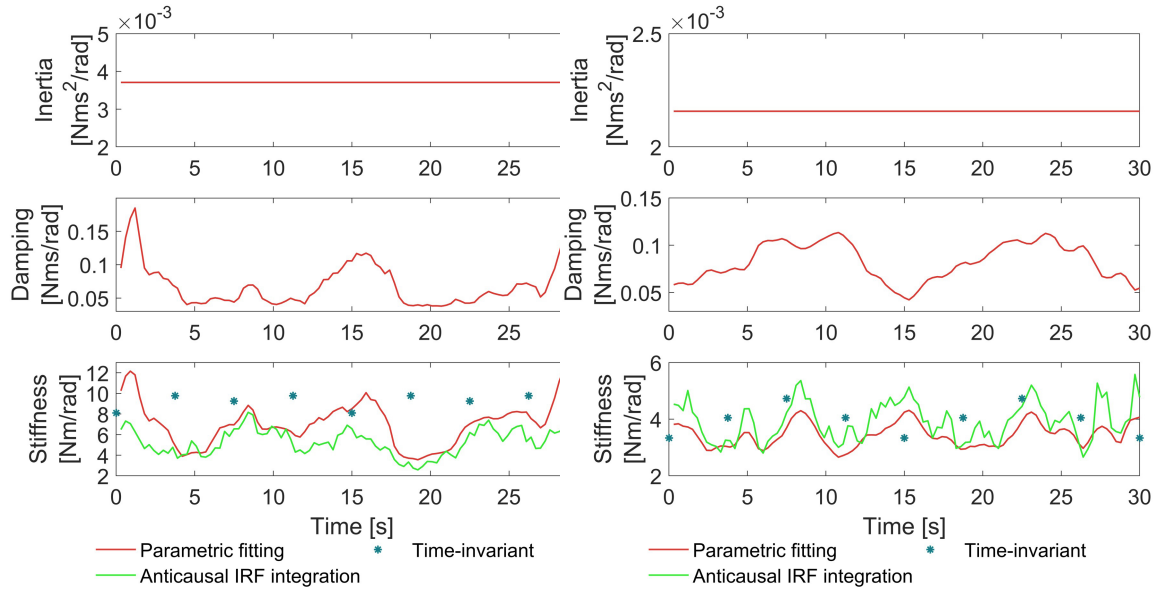 ×10⁻³
5
4
3
2
Inertia
[Nms²/rad]
0 5 10 15 20 25
0.15
0.1
0.05
Damping
[Nms/rad]
0 5 10 15 20 25
12
10
8
6
4
2
Stiffness
[Nm/rad]
0 5 10 15 20 25
Time [s]
Parametric fitting
Time-invariant
Anticausal IRF integration
×10⁻³
2.5
2
Inertia
[Nms²/rad]
0 5 10 15 20 25 30
0.15
0.1
0.05
Damping
[Nms/rad]
0 5 10 15 20 25 30
6
4
2
Stiffness
[Nm/rad]
0 5 10 15 20 25 30
Time [s]
Parametric fitting
Time-invariant
Anticausal IRF integration